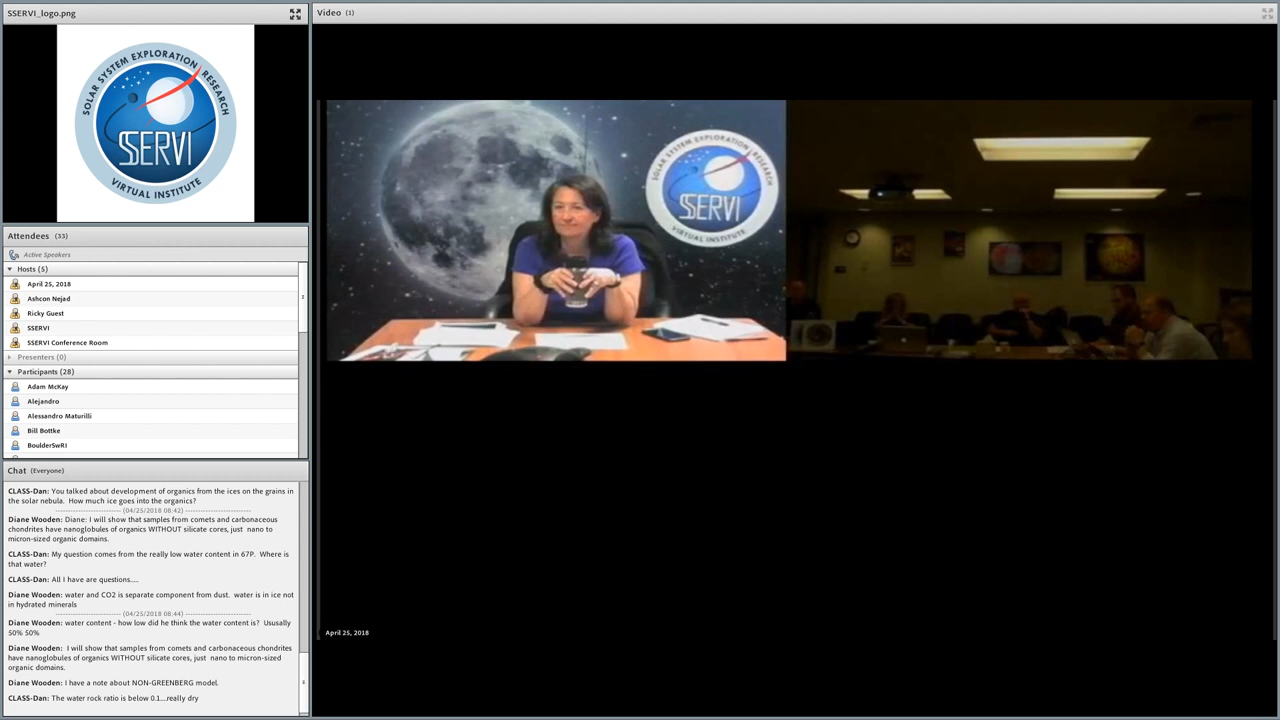 SSERVI_logo.png
SOLAR SYSTEM EXPLORATION RESEARCH
SSERVI
VIRTUAL INSTITUTE
Attendees (33)
Active Speakers
Hosts (5)
April 25, 2018
Ashcon Nejad
Ricky Guest
SSERVI
SSERVI Conference Room
Presenters (0)
Participants (28)
Adam McKay
Alejandro
Alessandro Maturilli
Bill Bottke
BoulderSwRI
Chat (Everyone)
CLASS-Dan: You talked about development of organics from the ices on the grains in
the solar nebula. How much ice goes into the organics?
------------------------- (04/25/2018 08:42) -------------------------
Diane Wooden: Diane: I will show that samples from comets and carbonaceous
chondrites have nanoglobules of organics WITHOUT silicate cores, just nano to
micron-sized organic domains.
CLASS-Dan: My question comes from the really low water content in 67P. Where is
that water?
CLASS-Dan: All I have are questions.....
Diane Wooden: water and CO2 is separate component from dust. water is in ice not
in hydrated minerals
------------------------- (04/25/2018 08:44) -------------------------
Diane Wooden: water content - how low did he think the water content is? Ususally
50% 50%
Diane Wooden: I will show that samples from comets and carbonaceous chondrites
have nanoglobules of organics WITHOUT silicate cores, just nano to micron-sized
organic domains.
Diane Wooden: I have a note about NON-GREENBERG model.
CLASS-Dan: The water rock ratio is below 0.1....really dry
Video (1)
SOLAR SYSTEM EXPLORATION RESEARCH
SSERVI
VIRTUAL INSTITUTE
April 25, 2018